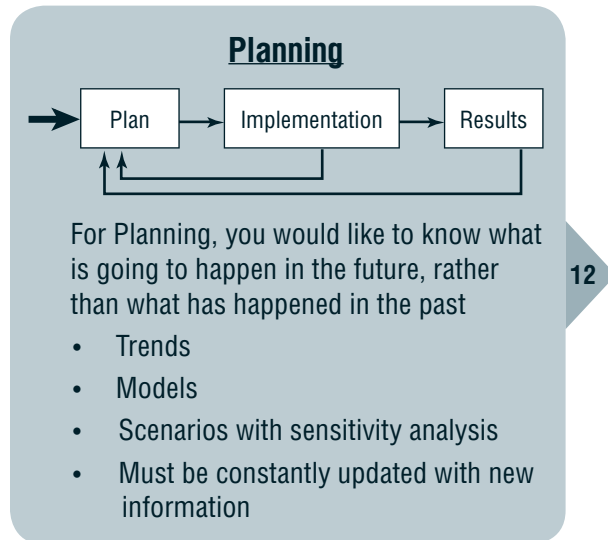 Planning
Plan
Implementation
Results
For Planning, you would like to know what
is going to happen in the future, rather
than what has happened in the past
• Trends
• Models
• Scenarios with sensitivity analysis
• Must be constantly updated with new
information
12